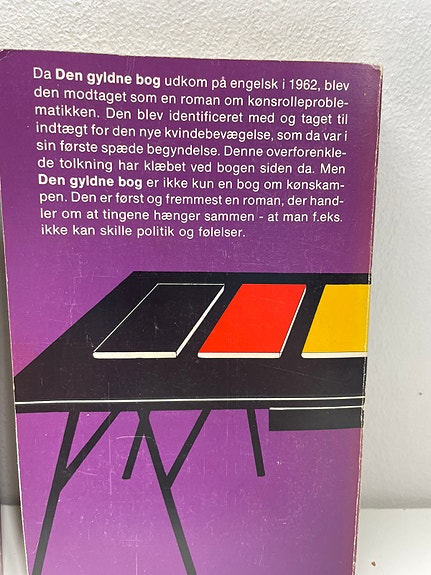 Da Den gyldne bog udkom på engelsk i 1962, blev
den modtaget som en roman om kønsrolleproble-
matikken. Den blev identificeret med og taget til
indtægt for den nye kvindebevægelse, som da var i
sin første spæde begyndelse. Denne overforenkle-
de tolkning har klæbet ved bogen siden da. Men
Den gyldne bog er ikke kun en bog om kønskam-
pen. Den er først og fremmest en roman, der hand-
ler om at tingene hænger sammen - at man f.eks.
ikke kan skille politik og følelser.